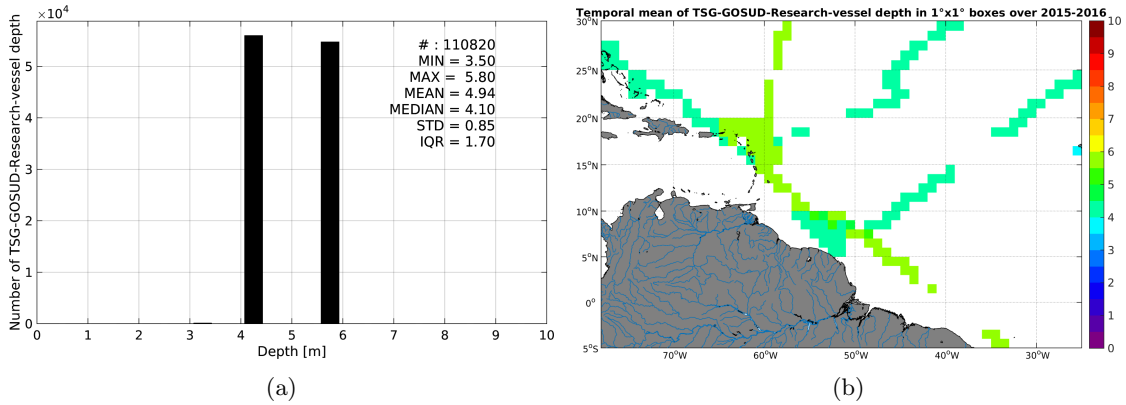 ×10⁴
Number of TSG-GOSUD-Research-vessel depth
5
4
3
2
1
0
# : 110820
MIN = 3.50
MAX = 5.80
MEAN = 4.94
MEDIAN = 4.10
STD = 0.85
IQR = 1.70
0 1 2 3 4 5 6 7 8 9 10
Depth [m]
(a)
Temporal mean of TSG-GOSUD-Research-vessel depth in 1°x1° boxes over 2015-2016
30°N
25°N
20°N
15°N
10°N
5°N
0°
5°S
70°W 60°W 50°W 40°W 30°W
10
9
8
7
6
5
4
3
2
1
0
(b)